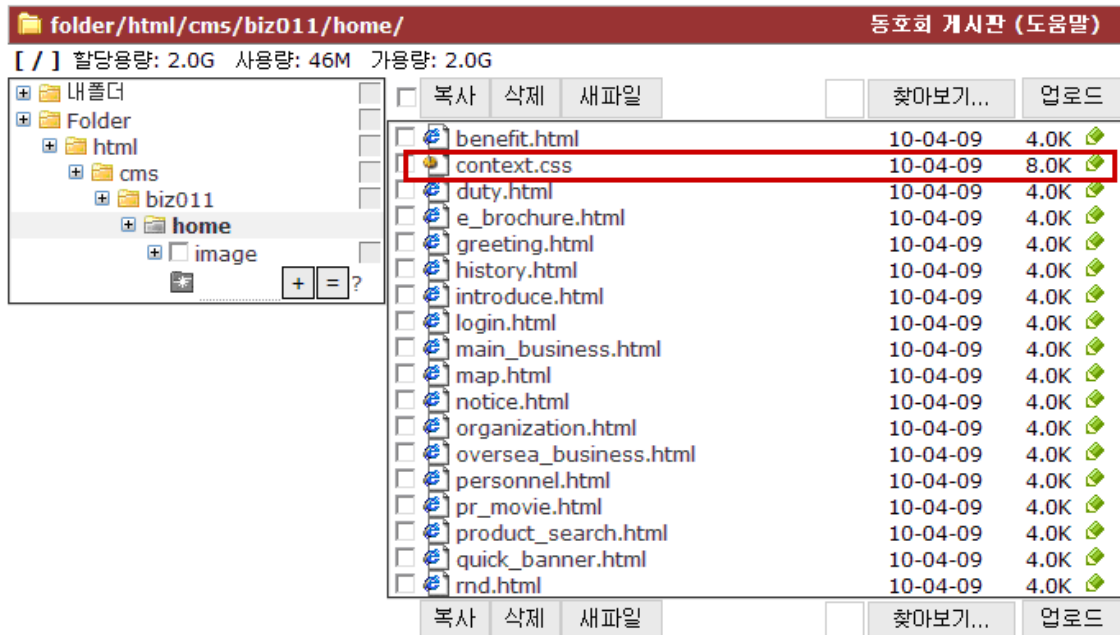 folder/html/cms/biz011/home/ 동호회 게시판 (도움말)
[ / ] 할당용량: 2.0G 사용량: 46M 가용량: 2.0G
내폴더
Folder
html
cms
biz011
home
image
+ = ?
복사 삭제 새파일 찾아보기... 업로드
benefit.html 10-04-09 4.0K
context.css 10-04-09 8.0K
duty.html 10-04-09 4.0K
e_brochure.html 10-04-09 4.0K
greeting.html 10-04-09 4.0K
history.html 10-04-09 4.0K
introduce.html 10-04-09 4.0K
login.html 10-04-09 4.0K
main_business.html 10-04-09 4.0K
map.html 10-04-09 4.0K
notice.html 10-04-09 4.0K
organization.html 10-04-09 4.0K
oversea_business.html 10-04-09 4.0K
personnel.html 10-04-09 4.0K
pr_movie.html 10-04-09 4.0K
product_search.html 10-04-09 4.0K
quick_banner.html 10-04-09 4.0K
rnd.html 10-04-09 4.0K
복사 삭제 새파일 찾아보기... 업로드